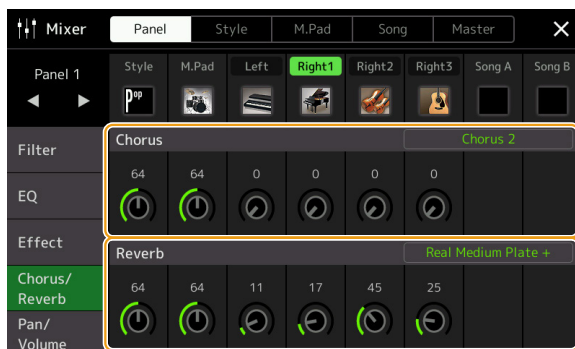 Mixer
Panel Style M.Pad Song Master
Panel 1
Style M.Pad Left Right1 Right2 Right3 Song A Song B
Pop
Filter
EQ
Effect
Chorus/
Reverb
Pan/
Volume
Chorus Chorus 2
64 64 0 0 0 0
Reverb Real Medium Plate +
64 64 11 17 45 25